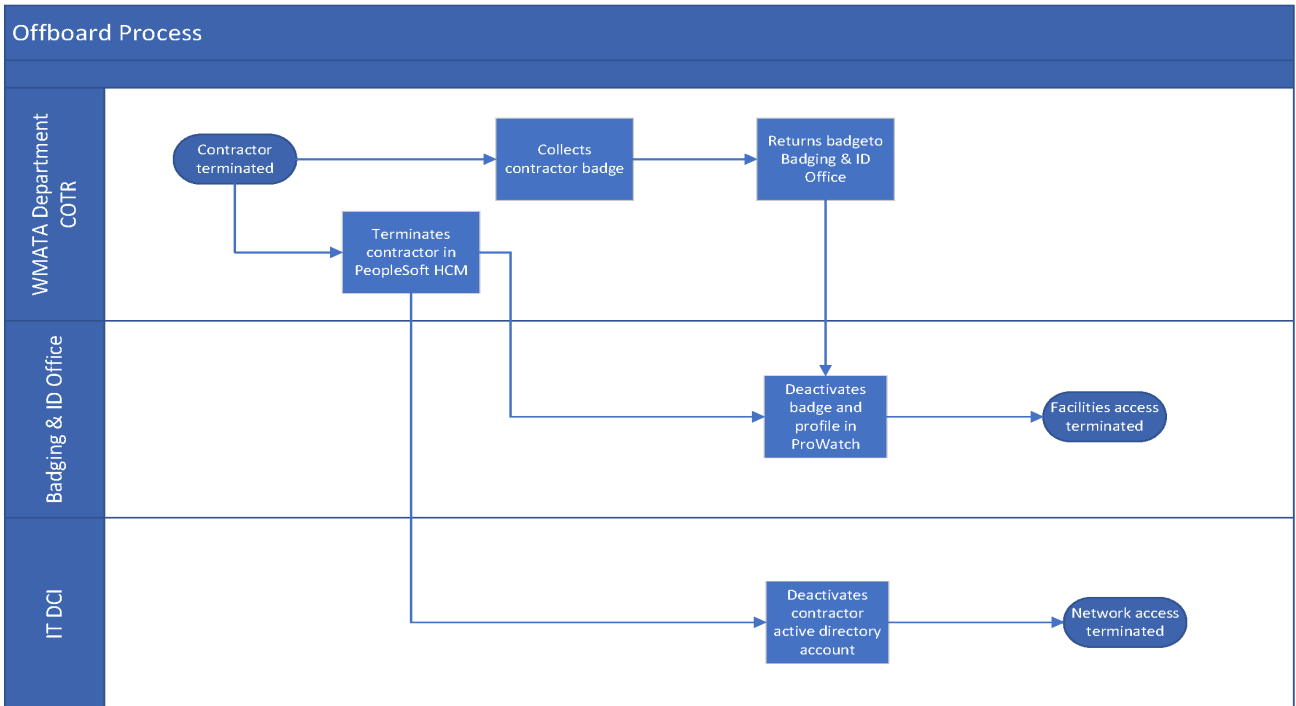 Offboard Process
WMATA Department
COTR
Contractor
terminated
Collects
contractor badge
Returns badgeto
Badging & ID
Office
Terminates
contractor in
PeopleSoft HCM
Badging & ID Office
Deactivates
badge and
profile in
ProWatch
Facilities access
terminated
IT DCI
Deactivates
contractor
active directory
account
Network access
terminated